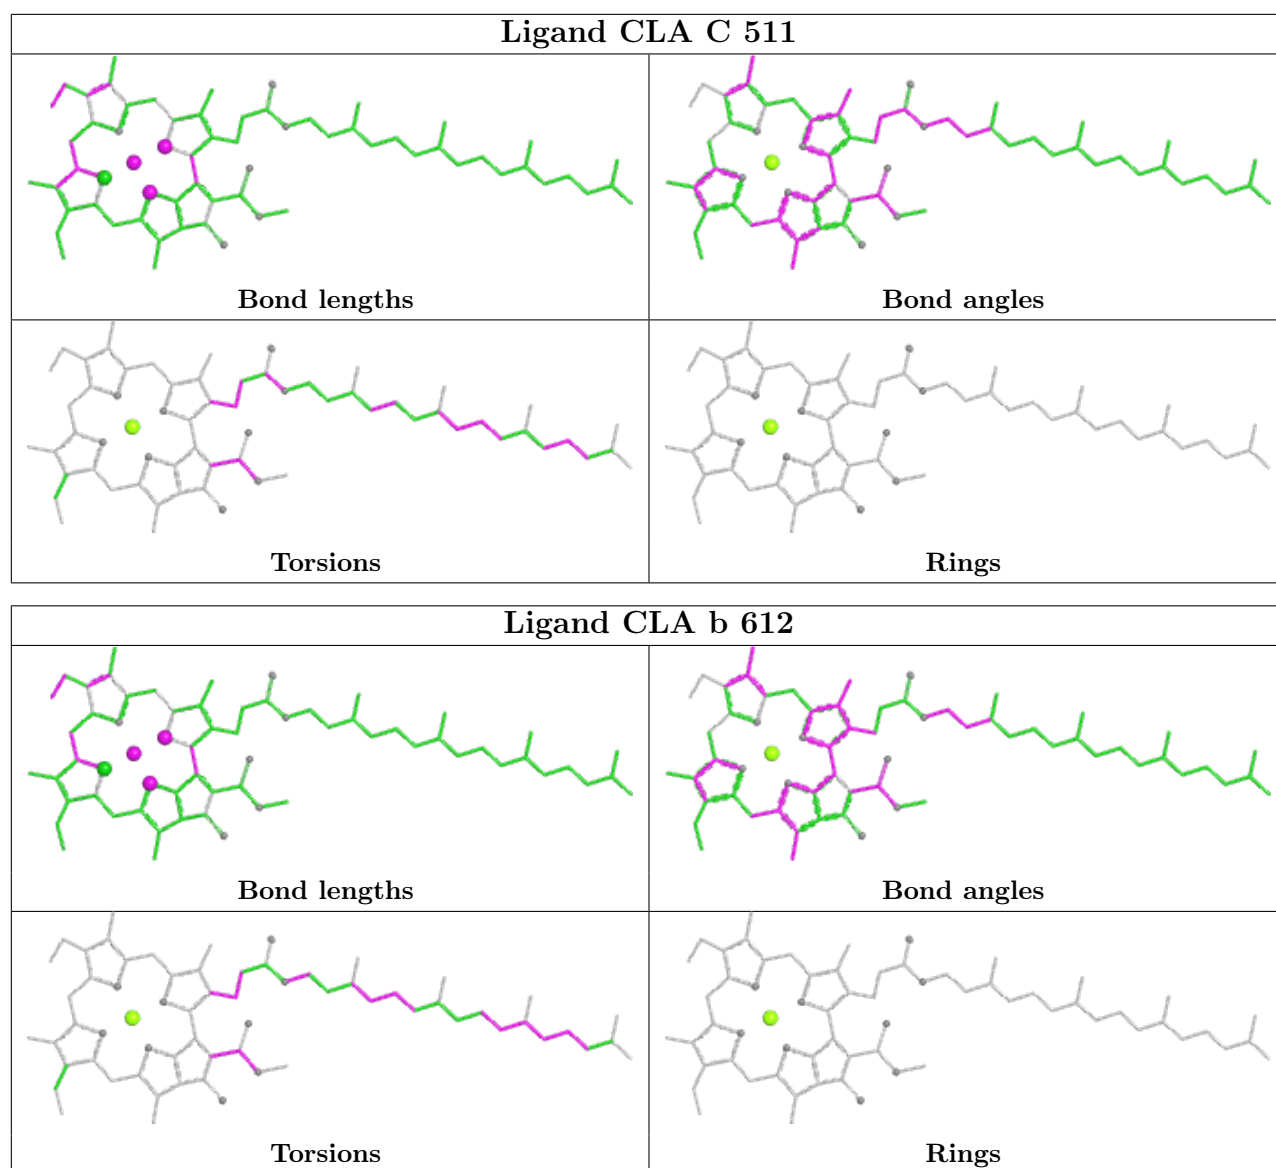 Ligand CLA C 511
Bond lengths
Bond angles
Torsions
Rings
Ligand CLA b 612
Bond lengths
Bond angles
Torsions
Rings